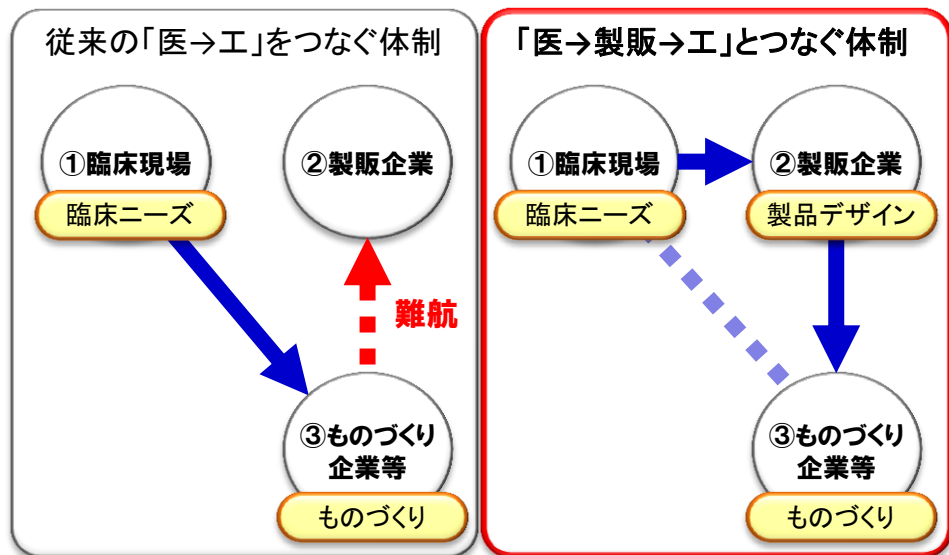 従来の「医→工」をつなぐ体制
①臨床現場
臨床ニーズ
②製販企業
難航
③ものづくり
企業等
ものづくり
「医→製販→工」とつなぐ体制
①臨床現場
臨床ニーズ
②製販企業
製品デザイン
③ものづくり
企業等
ものづくり